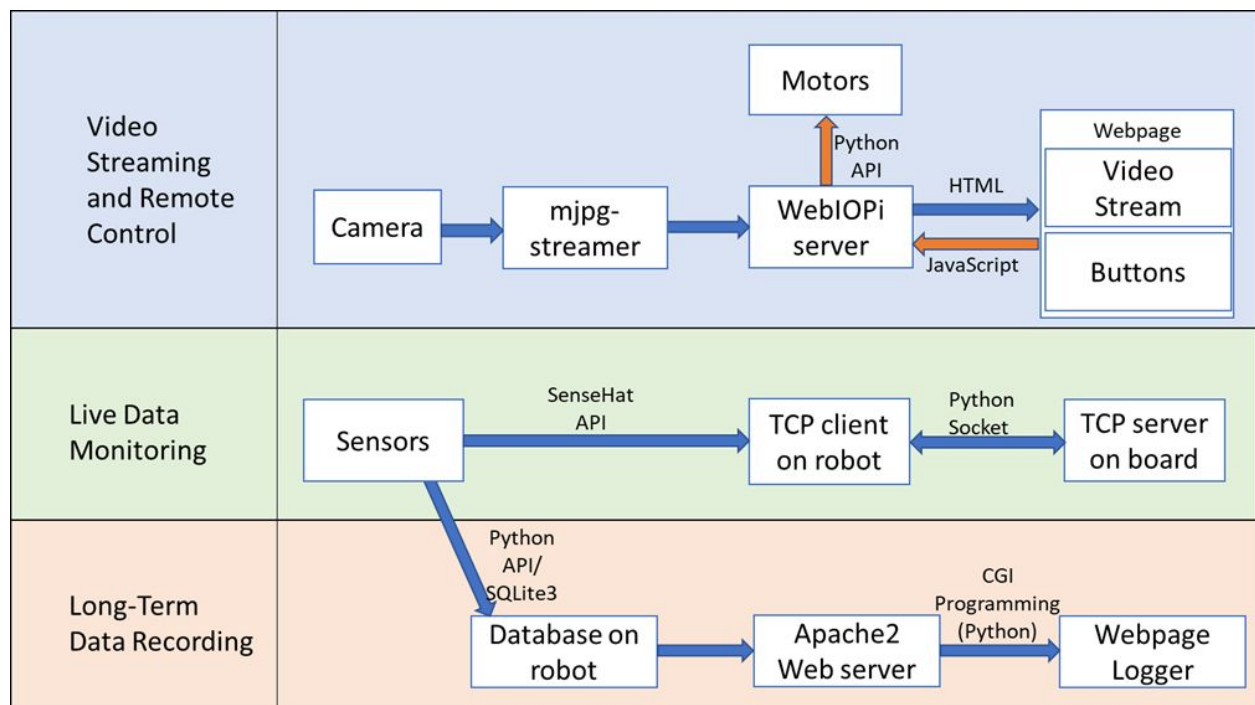 Video
Streaming
and Remote
Control
Motors
Python
API
Camera
mjpg-
streamer
WebIOPi
server
HTML
JavaScript
Webpage
Video
Stream
Buttons
Live Data
Monitoring
Sensors
SenseHat
API
TCP client
on robot
Python
Socket
TCP server
on board
Long-Term
Data Recording
Python
API/
SQLite3
Database on
robot
Apache2
Web server
CGI
Programming
(Python)
Webpage
Logger